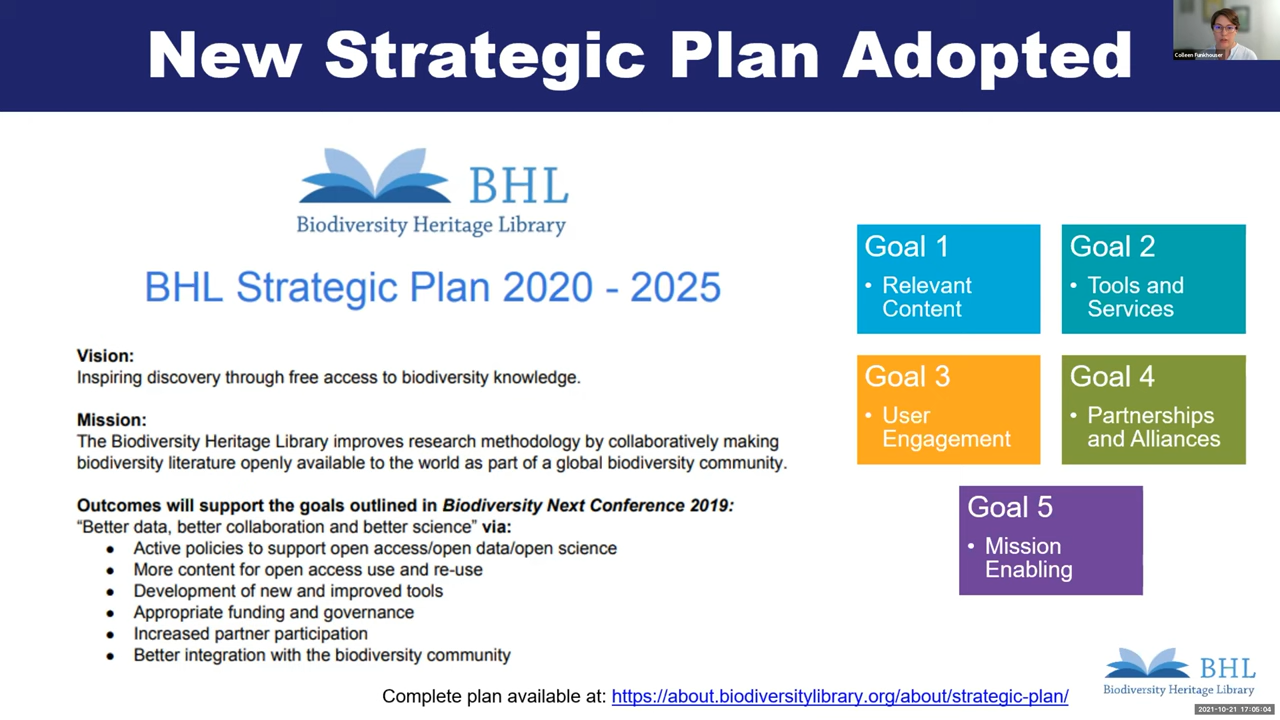 New Strategic Plan Adopted
Colleen Funkhouser
BHL
Biodiversity Heritage Library
BHL Strategic Plan 2020 - 2025
Vision:
Inspiring discovery through free access to biodiversity knowledge.
Mission:
The Biodiversity Heritage Library improves research methodology by collaboratively making
biodiversity literature openly available to the world as part of a global biodiversity community.
Outcomes will support the goals outlined in Biodiversity Next Conference 2019:
“Better data, better collaboration and better science” via:
● Active policies to support open access/open data/open science
● More content for open access use and re-use
● Development of new and improved tools
● Appropriate funding and governance
● Increased partner participation
● Better integration with the biodiversity community
Goal 1
• Relevant
Content
Goal 2
• Tools and
Services
Goal 3
• User
Engagement
Goal 4
• Partnerships
and Alliances
Goal 5
• Mission
Enabling
Complete plan available at: https://about.biodiversitylibrary.org/about/strategic-plan/
BHL
Biodiversity Heritage Library
2021-10-21 17:05:04